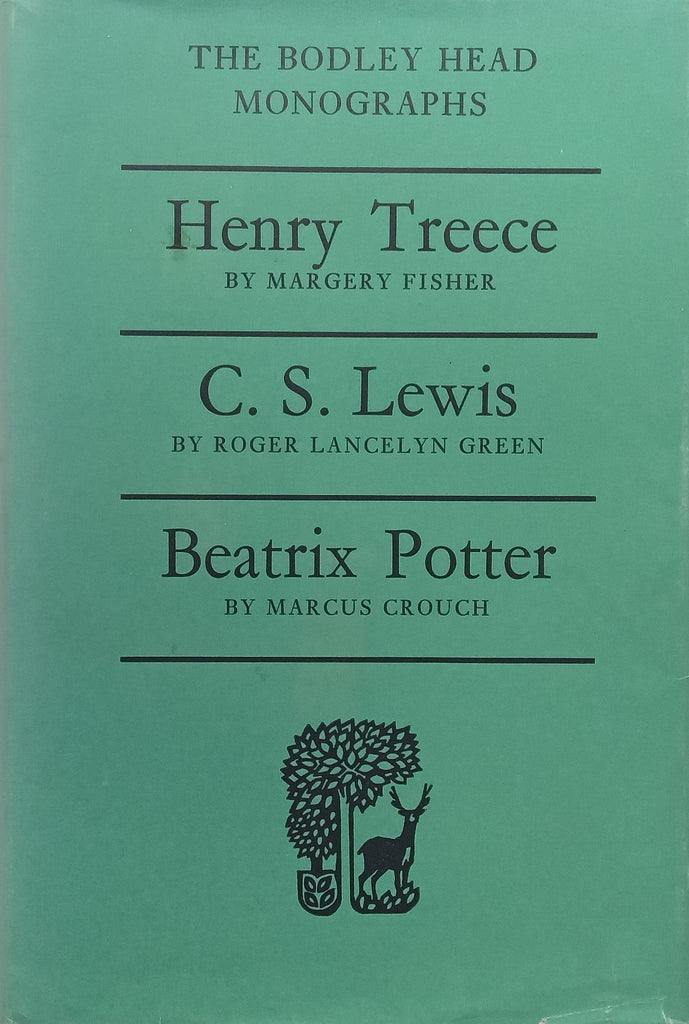 THE BODLEY HEAD
MONOGRAPHS
Henry Treece
BY MARGERY FISHER
C. S. Lewis
BY ROGER LANCELYN GREEN
Beatrix Potter
BY MARCUS CROUCH